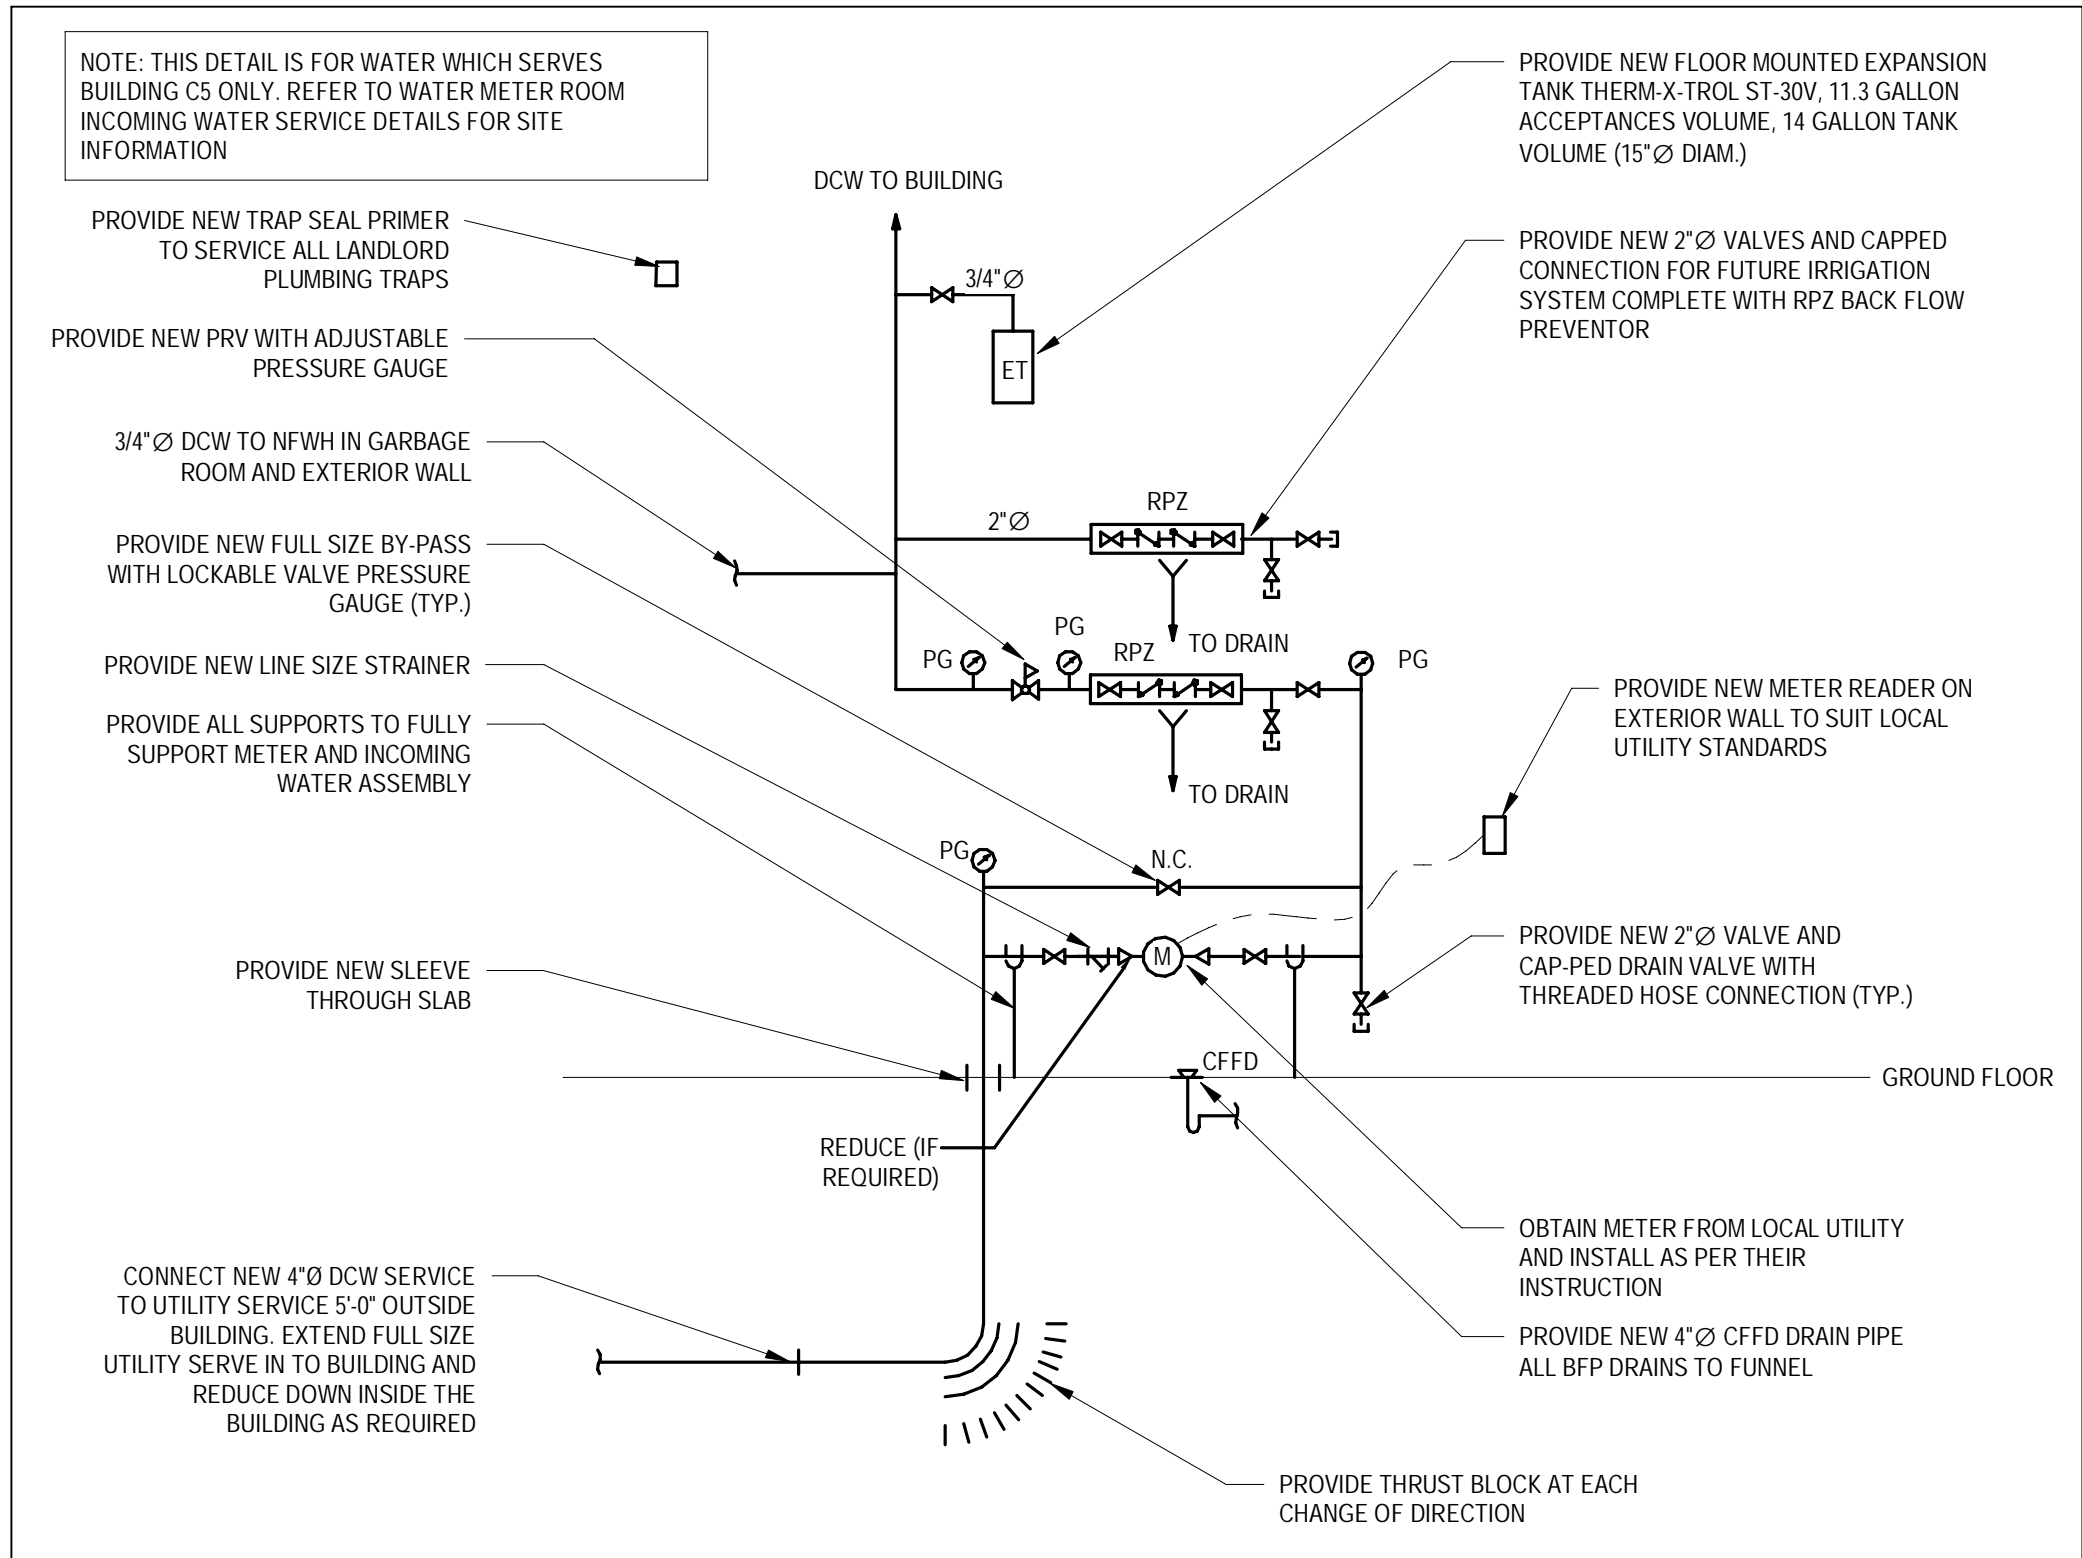 NOTE: THIS DETAIL IS FOR WATER WHICH SERVES
BUILDING C5 ONLY. REFER TO WATER METER ROOM
INCOMING WATER SERVICE DETAILS FOR SITE
INFORMATION
PROVIDE NEW FLOOR MOUNTED EXPANSION
TANK THERM-X-TROL ST-30V, 11.3 GALLON
ACCEPTANCES VOLUME, 14 GALLON TANK
VOLUME (15"Ø DIAM.)
DCW TO BUILDING
PROVIDE NEW TRAP SEAL PRIMER
TO SERVICE ALL LANDLORD
PLUMBING TRAPS
PROVIDE NEW 2"Ø VALVES AND CAPPED
CONNECTION FOR FUTURE IRRIGATION
SYSTEM COMPLETE WITH RPZ BACK FLOW
PREVENTOR
3/4"Ø
ET
PROVIDE NEW PRV WITH ADJUSTABLE
PRESSURE GAUGE
3/4"Ø DCW TO NFWH IN GARBAGE
ROOM AND EXTERIOR WALL
2"Ø
RPZ
TO DRAIN
PROVIDE NEW FULL SIZE BY-PASS
WITH LOCKABLE VALVE PRESSURE
GAUGE (TYP.)
PG
PG
RPZ
PG
TO DRAIN
PROVIDE NEW LINE SIZE STRAINER
PROVIDE ALL SUPPORTS TO FULLY
SUPPORT METER AND INCOMING
WATER ASSEMBLY
PROVIDE NEW METER READER ON
EXTERIOR WALL TO SUIT LOCAL
UTILITY STANDARDS
PG
N.C.
M
PROVIDE NEW 2"Ø VALVE AND
CAP-PED DRAIN VALVE WITH
THREADED HOSE CONNECTION (TYP.)
PROVIDE NEW SLEEVE
THROUGH SLAB
CFFD
GROUND FLOOR
REDUCE (IF
REQUIRED)
OBTAIN METER FROM LOCAL UTILITY
AND INSTALL AS PER THEIR
INSTRUCTION
CONNECT NEW 4"Ø DCW SERVICE
TO UTILITY SERVICE 5'-0" OUTSIDE
BUILDING. EXTEND FULL SIZE
UTILITY SERVE IN TO BUILDING AND
REDUCE DOWN INSIDE THE
BUILDING AS REQUIRED
PROVIDE NEW 4"Ø CFFD DRAIN PIPE
ALL BFP DRAINS TO FUNNEL
PROVIDE THRUST BLOCK AT EACH
CHANGE OF DIRECTION